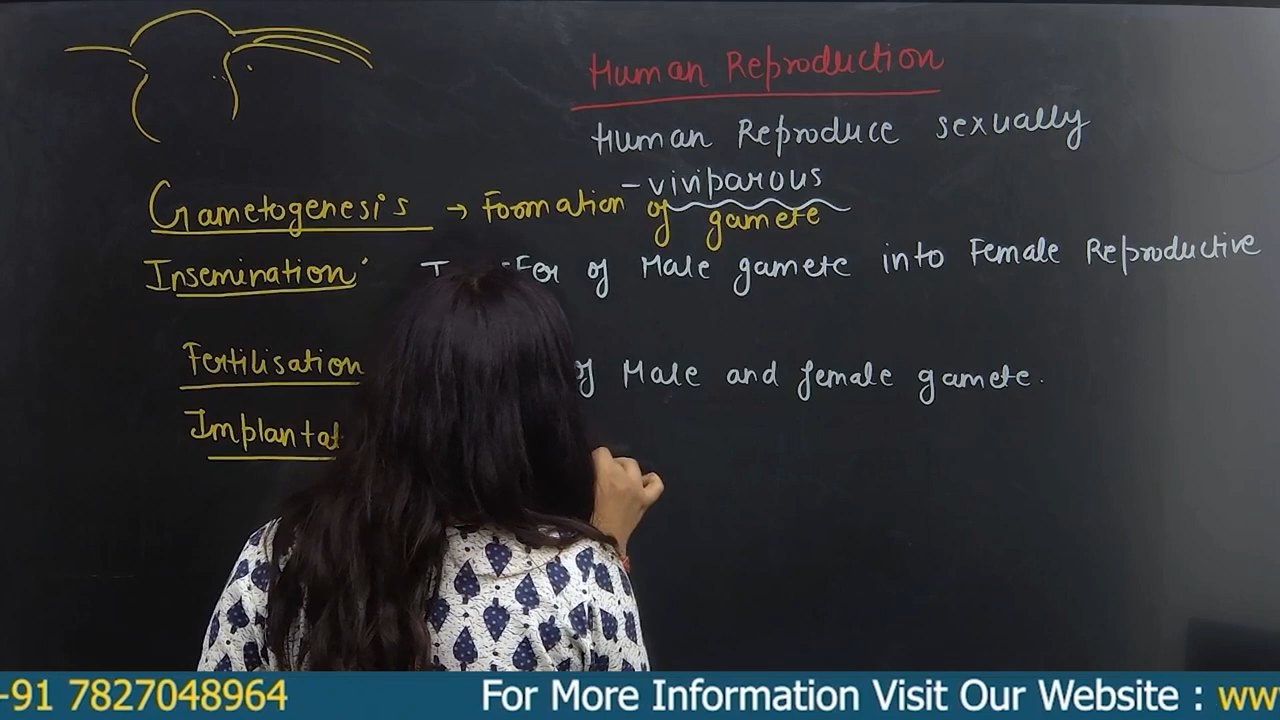 Human Reproduction
Human Reproduce sexually
- viviparous
Gametogenesis → Formation of gamete
Insemination of Male gamete into Female Reproductive
Fertilisation of Male and female gamete.
+91 7827048964 For More Information Visit Our Website :